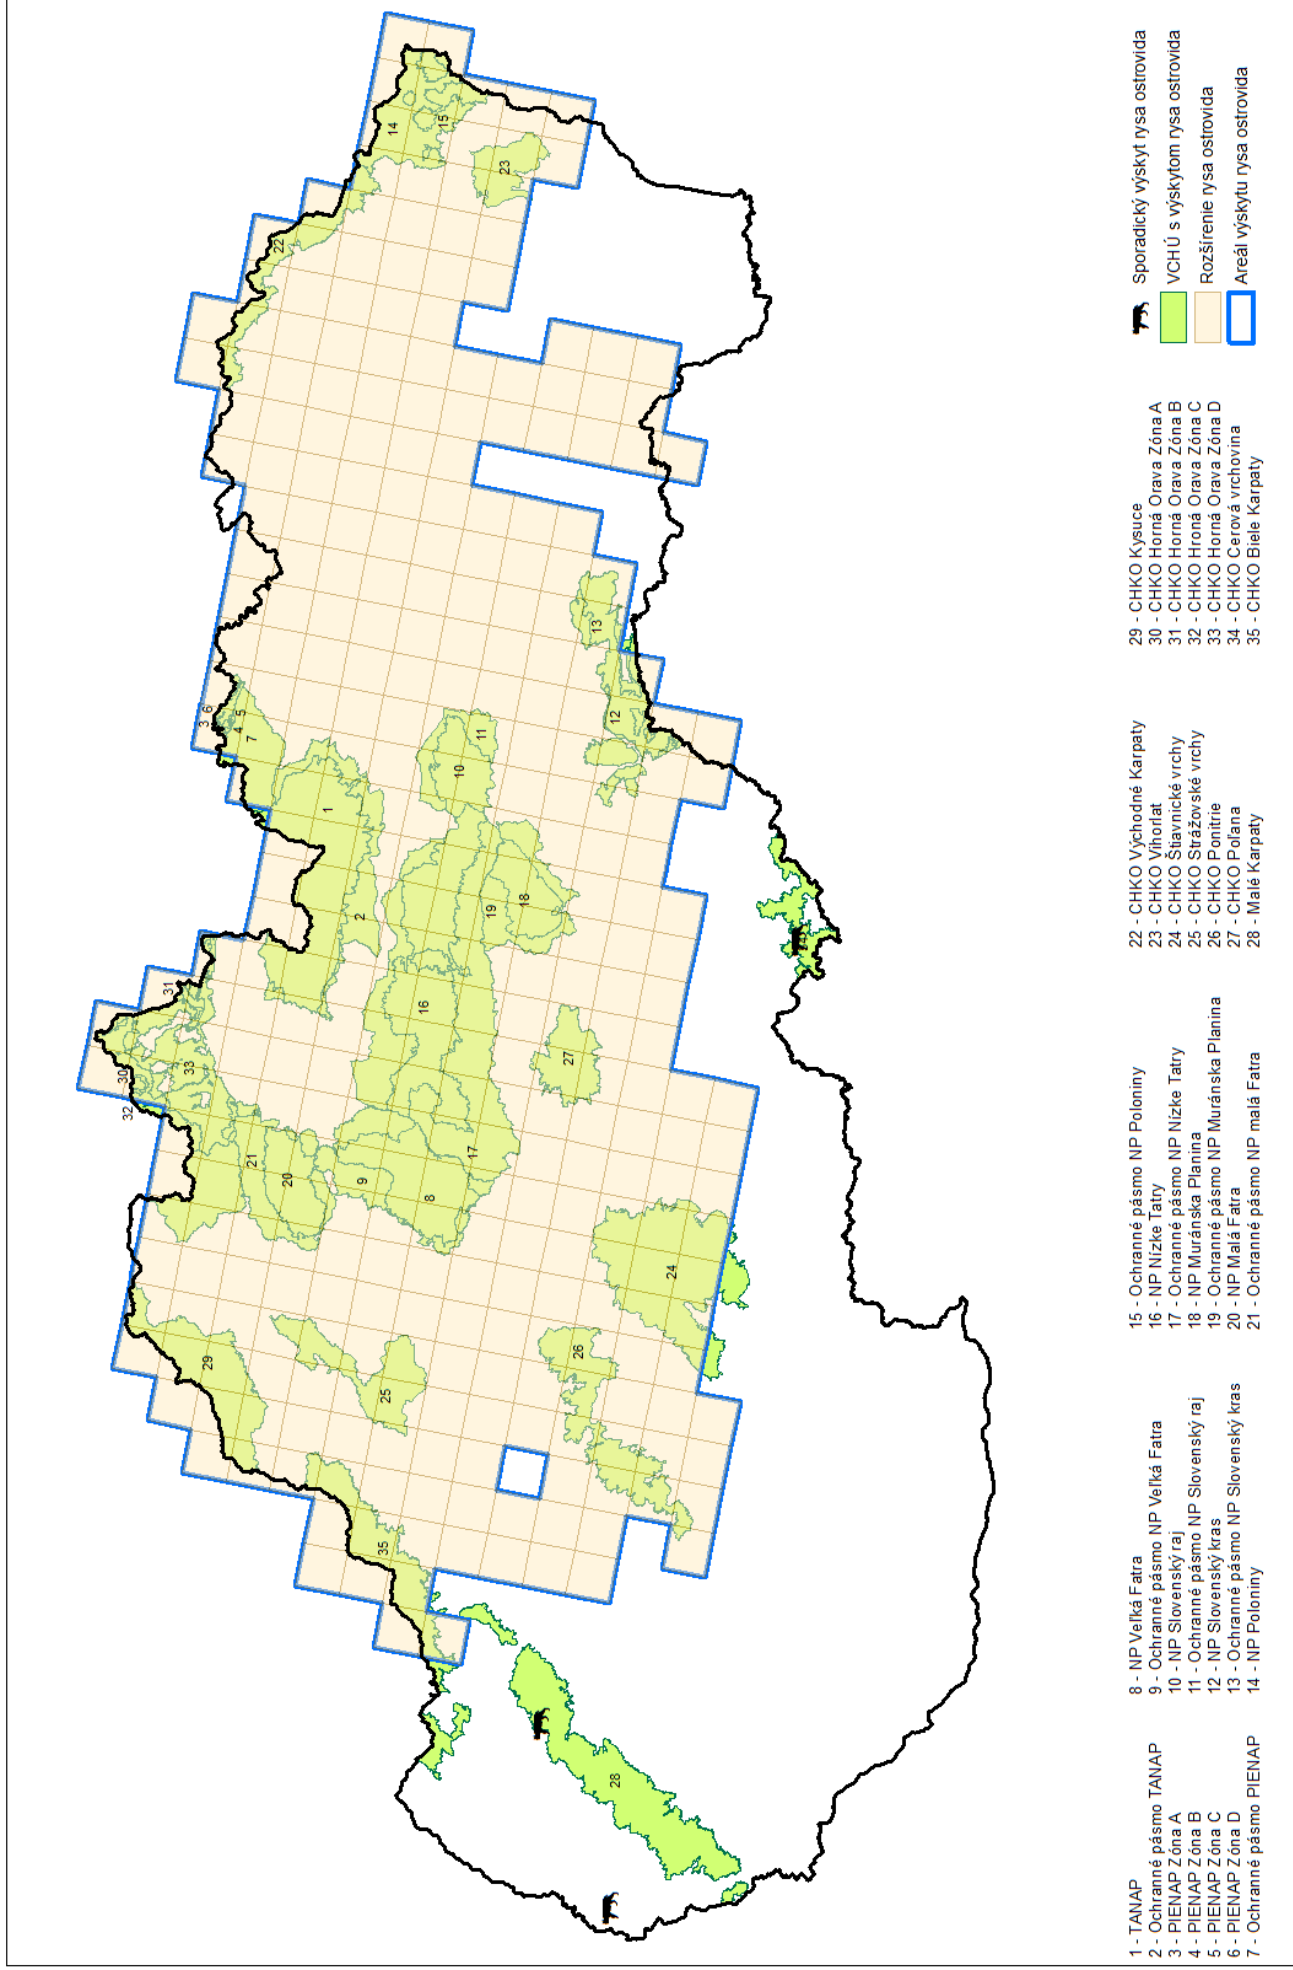 3
6
4
5
7
14
15
22
23
1
2
10
11
12
13
16
17
18
19
27
30
31
32
33
20
21
8
9
24
25
26
29
35
28
1 - TANAP
2 - Ochranné pásmo TANAP
3 - PIENAP Zóna A
4 - PIENAP Zóna B
5 - PIENAP Zóna C
6 - PIENAP Zóna D
7 - Ochranné pásmo PIENAP
8 - NP Veľká Fatra
9 - Ochranné pásmo NP Veľká Fatra
10 - NP Slovenský raj
11 - Ochranné pásmo NP Slovenský raj
12 - NP Slovenský kras
13 - Ochranné pásmo NP Slovenský kras
14 - NP Poloniny
15 - Ochranné pásmo NP Poloniny
16 - NP Nízke Tatry
17 - Ochranné pásmo NP Nízke Tatry
18 - NP Muránska Planina
19 - Ochranné pásmo NP Muránska Planina
20 - NP Malá Fatra
21 - Ochranné pásmo NP malá Fatra
22 - CHKO Východné Karpaty
23 - CHKO Vihorlat
24 - CHKO Štiavnické vrchy
25 - CHKO Strážovské vrchy
26 - CHKO Ponitrie
27 - CHKO Poľana
28 - Malé Karpaty
29 - CHKO Kysuce
30 - CHKO Horná Orava Zóna A
31 - CHKO Horná Orava Zóna B
32 - CHKO Hroná Orava Zóna C
33 - CHKO Horná Orava Zóna D
34 - CHKO Cerová vrchovina
35 - CHKO Biele Karpaty
Sporadický výskyt rysa ostrovida
VCHÚ s výskytom rysa ostrovida
Rozšírenie rysa ostrovida
Areál výskytu rysa ostrovida